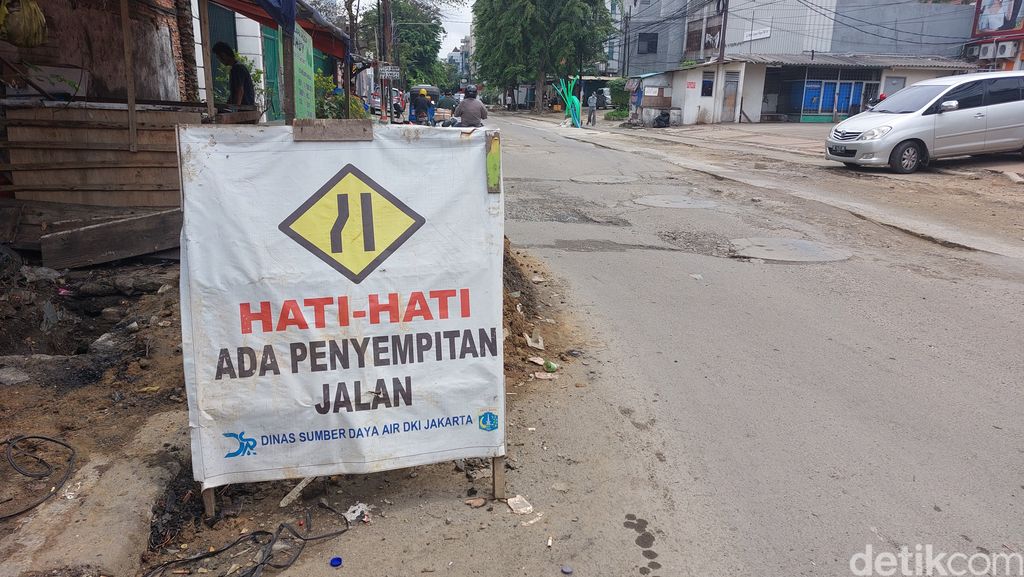 HATI-HATI
ADA PENYEMPITAN
JALAN
DINAS SUMBER DAYA AIR DKI JAKARTA
detikcom